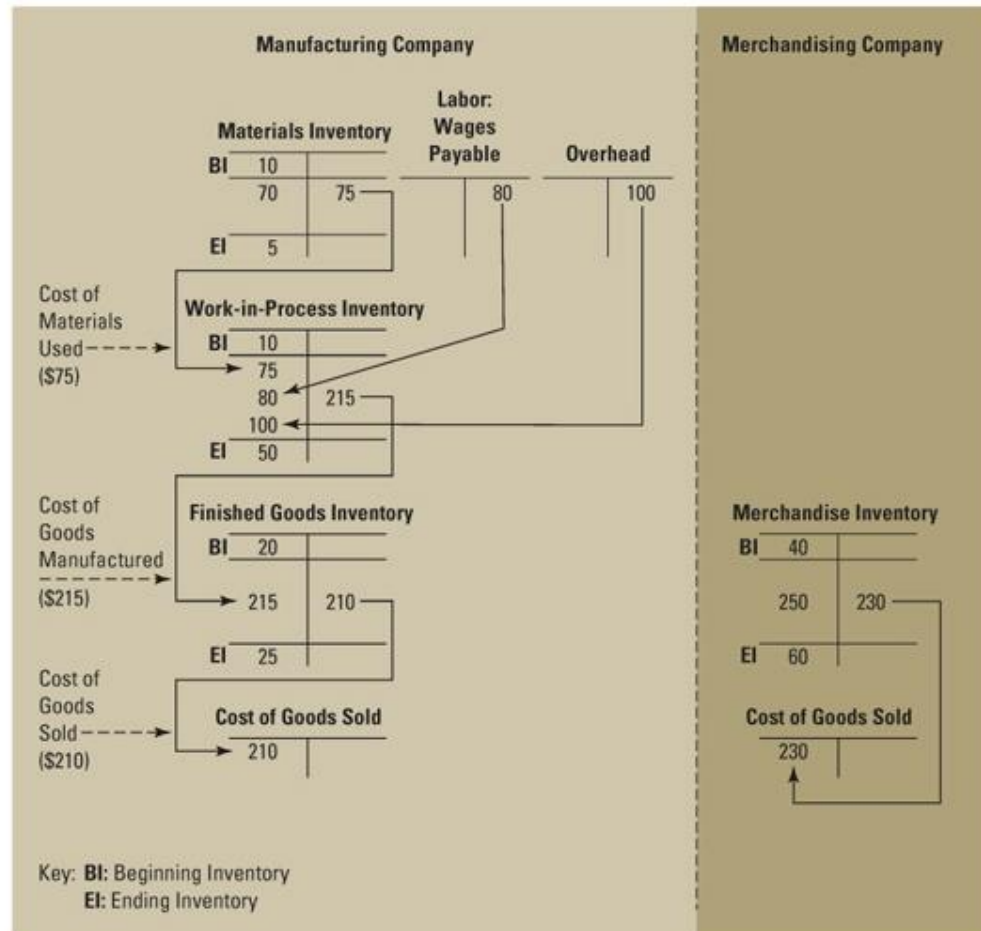 Manufacturing Company
Merchandising Company
Labor:
Wages
Payable
Materials Inventory
Overhead
BI 10
70 75
80
100
EI 5
Cost of
Materials
Used
($75)
Work-in-Process Inventory
BI 10
75
80 215
100
EI 50
Cost of
Goods
Manufactured
($215)
Finished Goods Inventory
BI 20
215 210
EI 25
Cost of
Goods
Sold
($210)
Cost of Goods Sold
210
Merchandise Inventory
BI 40
250 230
EI 60
Cost of Goods Sold
230
Key: BI: Beginning Inventory
EI: Ending Inventory